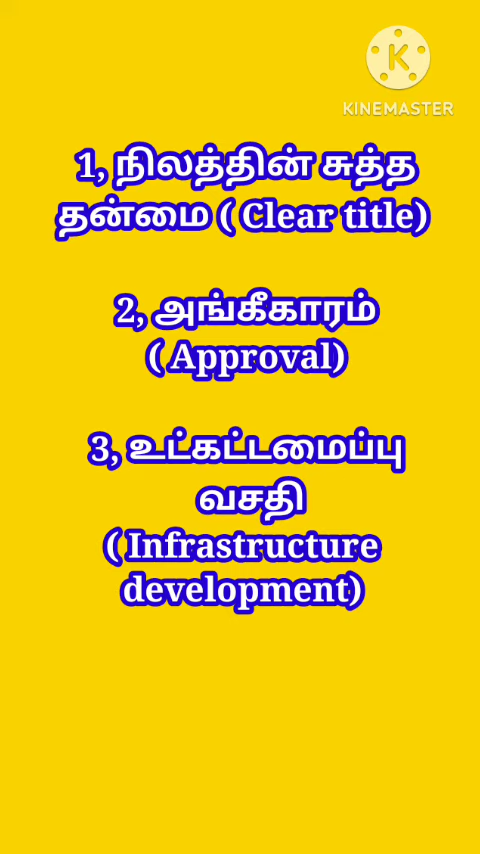 K
KINEMASTER
1, நிலத்தின் சுத்த
தன்மை ( Clear title)
2, அங்கீகாரம்
( Approval)
3, உட்கட்டமைப்பு
வசதி
( Infrastructure
development)